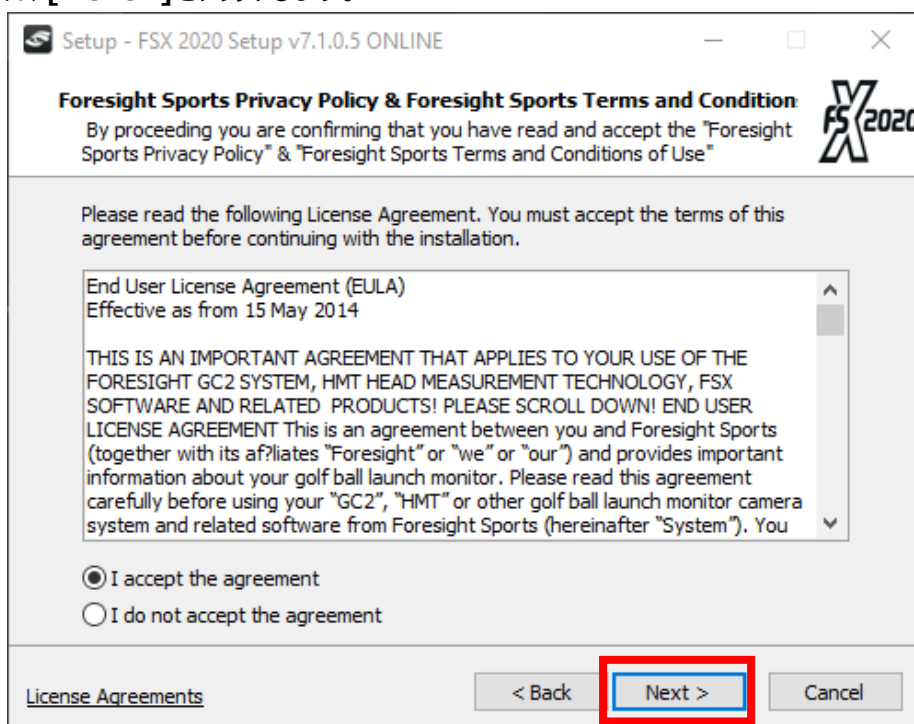 Setup - FSX 2020 Setup v7.1.0.5 ONLINE
Foresight Sports Privacy Policy & Foresight Sports Terms and Condition
By proceeding you are confirming that you have read and accept the "Foresight
Sports Privacy Policy" & "Foresight Sports Terms and Conditions of Use"
FSX 2020
Please read the following License Agreement. You must accept the terms of this
agreement before continuing with the installation.
End User License Agreement (EULA)
Effective as from 15 May 2014
THIS IS AN IMPORTANT AGREEMENT THAT APPLIES TO YOUR USE OF THE
FORESIGHT GC2 SYSTEM, HMT HEAD MEASUREMENT TECHNOLOGY, FSX
SOFTWARE AND RELATED PRODUCTS! PLEASE SCROLL DOWN! END USER
LICENSE AGREEMENT This is an agreement between you and Foresight Sports
(together with its af?liates “Foresight” or “we” or “our”) and provides important
information about your golf ball launch monitor. Please read this agreement
carefully before using your “GC2”, “HMT” or other golf ball launch monitor camera
system and related software from Foresight Sports (hereinafter “System”). You
I accept the agreement
I do not accept the agreement
License Agreements
< Back
Next >
Cancel